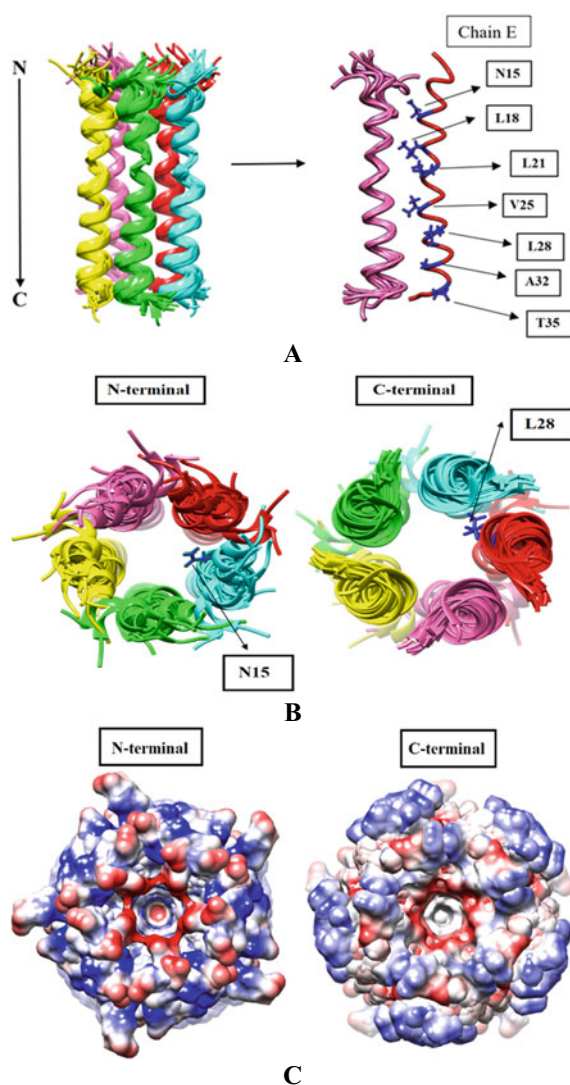 Chain E
N
N15
L18
L21
V25
L28
A32
C
T35
A
N-terminal
C-terminal
L28
N15
B
N-terminal
C-terminal
C